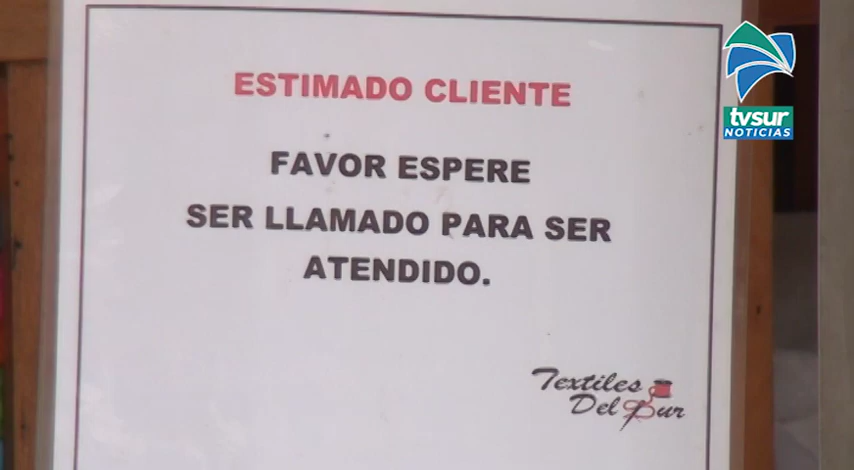 ESTIMADO CLIENTE
FAVOR ESPERE
SER LLAMADO PARA SER
ATENDIDO.
Textiles
Del Sur
tvsur
NOTICIAS